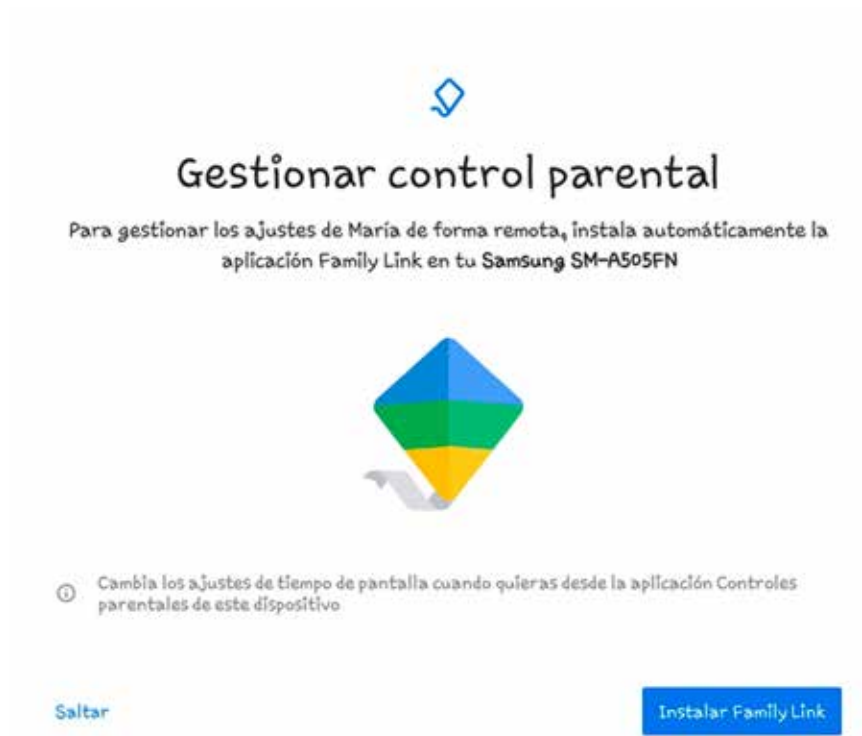 Gestionar control parental
Para gestionar los ajustes de María de forma remota, instala automáticamente la
aplicación Family Link en tu Samsung SM-A505FN
Cambia los ajustes de tiempo de pantalla cuando quieras desde la aplicación Controles
parentales de este dispositivo
Saltar
Instalar Family Link